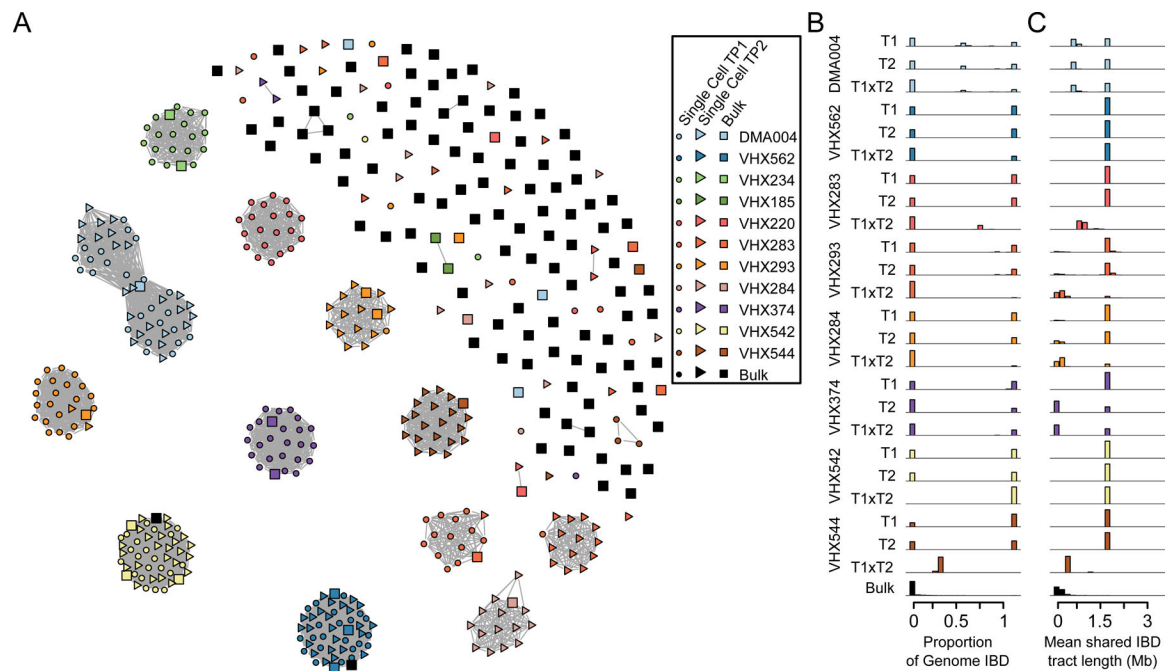 A
B
C
Single Cell TP1
Single Cell TP2
Bulk
DMA004
VHX562
VHX234
VHX185
VHX220
VHX283
VHX293
VHX284
VHX374
VHX542
VHX544
Bulk
DMA004
T1
T2
T1xT2
VHX562
T1
T2
T1xT2
VHX283
T1
T2
T1xT2
VHX293
T1
T2
T1xT2
VHX284
T1
T2
T1xT2
VHX374
T1
T2
T1xT2
VHX542
T1
T2
T1xT2
VHX544
T1
T2
T1xT2
Bulk
0 0.5 1
Proportion
of Genome IBD
0 1.5 3
Mean shared IBD
tract length (Mb)